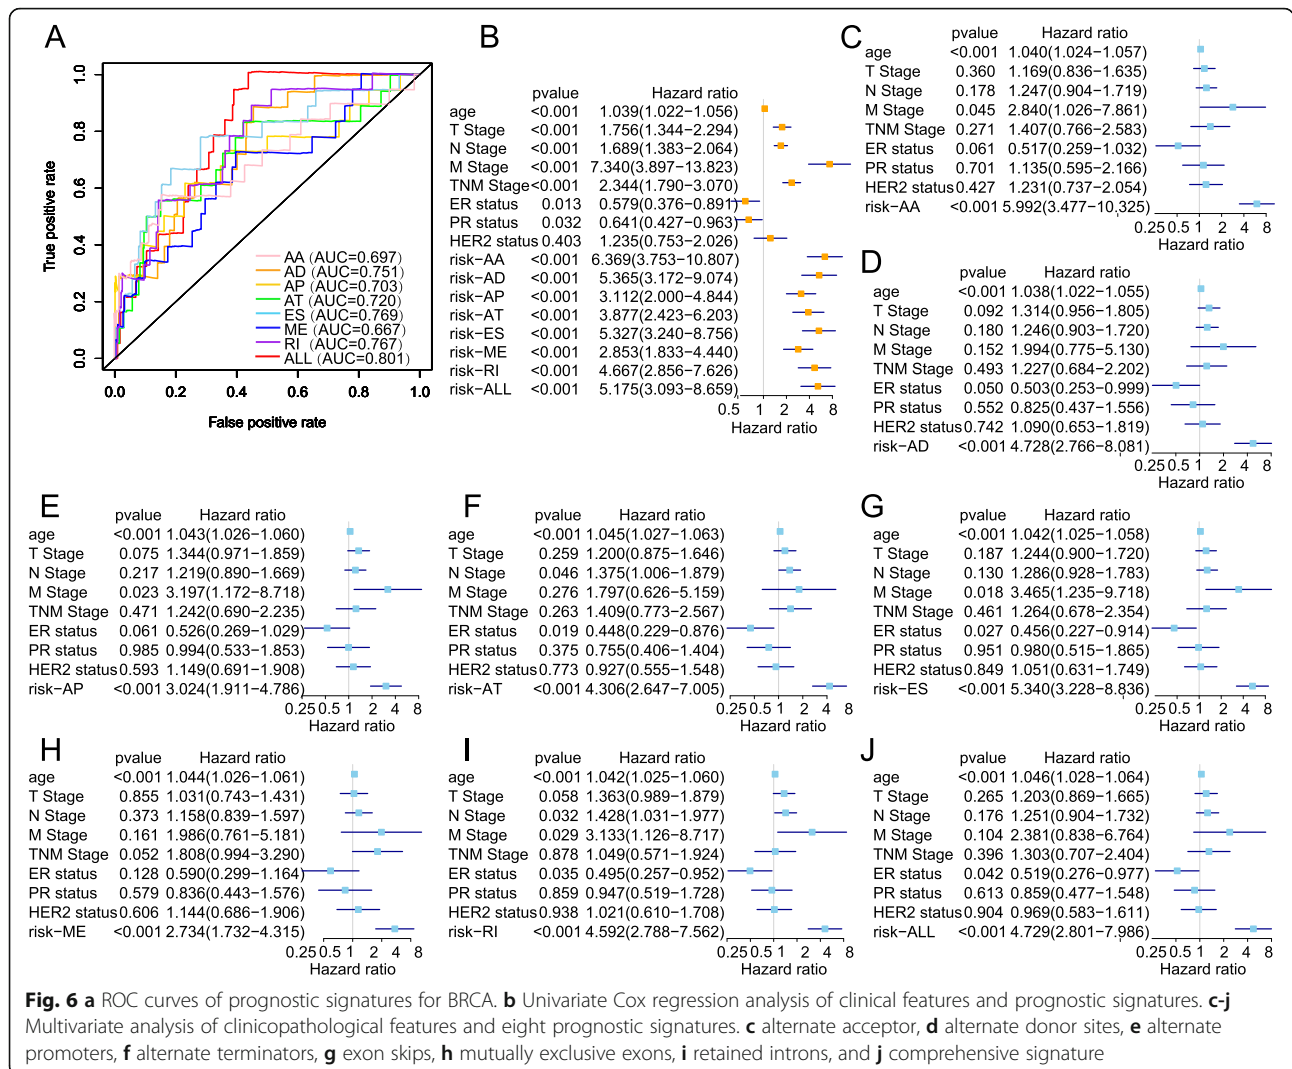 A
True positive rate
1.0
0.8
0.6
0.4
0.2
0.0
AA (AUC=0.697)
AD (AUC=0.751)
AP (AUC=0.703)
AT (AUC=0.720)
ES (AUC=0.769)
ME (AUC=0.667)
RI (AUC=0.767)
ALL (AUC=0.801)
0.0 0.2 0.4 0.6 0.8 1.0
False positive rate
B
pvalue Hazard ratio
age <0.001 1.039(1.022−1.056)
T Stage <0.001 1.756(1.344−2.294)
N Stage <0.001 1.689(1.383−2.064)
M Stage <0.001 7.340(3.897−13.823)
TNM Stage <0.001 2.344(1.790−3.070)
ER status 0.013 0.579(0.376−0.891)
PR status 0.032 0.641(0.427−0.963)
HER2 status 0.403 1.235(0.753−2.026)
risk−AA <0.001 6.369(3.753−10.807)
risk−AD <0.001 5.365(3.172−9.074)
risk−AP <0.001 3.112(2.000−4.844)
risk−AT <0.001 3.877(2.423−6.203)
risk−ES <0.001 5.327(3.240−8.756)
risk−ME <0.001 2.853(1.833−4.440)
risk−RI <0.001 4.667(2.856−7.626)
risk−ALL <0.001 5.175(3.093−8.659)
0.5 1 2 4 8
Hazard ratio
C
pvalue Hazard ratio
age <0.001 1.040(1.024−1.057)
T Stage 0.360 1.169(0.836−1.635)
N Stage 0.178 1.247(0.904−1.719)
M Stage 0.045 2.840(1.026−7.861)
TNM Stage 0.271 1.407(0.766−2.583)
ER status 0.061 0.517(0.259−1.032)
PR status 0.701 1.135(0.595−2.166)
HER2 status 0.427 1.231(0.737−2.054)
risk−AA <0.001 5.992(3.477−10.325)
0.25 0.5 1 2 4 8
Hazard ratio
D
pvalue Hazard ratio
age <0.001 1.038(1.022−1.055)
T Stage 0.092 1.314(0.956−1.805)
N Stage 0.180 1.246(0.903−1.720)
M Stage 0.152 1.994(0.775−5.130)
TNM Stage 0.493 1.227(0.684−2.202)
ER status 0.050 0.503(0.253−0.999)
PR status 0.552 0.825(0.437−1.556)
HER2 status 0.742 1.090(0.653−1.819)
risk−AD <0.001 4.728(2.766−8.081)
0.25 0.5 1 2 4 8
Hazard ratio
E
pvalue Hazard ratio
age <0.001 1.043(1.026−1.060)
T Stage 0.075 1.344(0.971−1.859)
N Stage 0.217 1.219(0.890−1.669)
M Stage 0.023 3.197(1.172−8.718)
TNM Stage 0.471 1.242(0.690−2.235)
ER status 0.061 0.526(0.269−1.029)
PR status 0.985 0.994(0.533−1.853)
HER2 status 0.593 1.149(0.691−1.908)
risk−AP <0.001 3.024(1.911−4.786)
0.25 0.5 1 2 4 8
Hazard ratio
F
pvalue Hazard ratio
age <0.001 1.045(1.027−1.063)
T Stage 0.259 1.200(0.875−1.646)
N Stage 0.046 1.375(1.006−1.879)
M Stage 0.276 1.797(0.626−5.159)
TNM Stage 0.263 1.409(0.773−2.567)
ER status 0.019 0.448(0.229−0.876)
PR status 0.375 0.755(0.406−1.404)
HER2 status 0.773 0.927(0.555−1.548)
risk−AT <0.001 4.306(2.647−7.005)
0.25 0.5 1 2 4 8
Hazard ratio
G
pvalue Hazard ratio
age <0.001 1.042(1.025−1.058)
T Stage 0.187 1.244(0.900−1.720)
N Stage 0.130 1.286(0.928−1.783)
M Stage 0.018 3.465(1.235−9.718)
TNM Stage 0.461 1.264(0.678−2.354)
ER status 0.027 0.456(0.227−0.914)
PR status 0.951 0.980(0.515−1.865)
HER2 status 0.849 1.051(0.631−1.749)
risk−ES <0.001 5.340(3.228−8.836)
0.25 0.5 1 2 4 8
Hazard ratio
H
pvalue Hazard ratio
age <0.001 1.044(1.026−1.061)
T Stage 0.855 1.031(0.743−1.431)
N Stage 0.373 1.158(0.839−1.597)
M Stage 0.161 1.986(0.761−5.181)
TNM Stage 0.052 1.808(0.994−3.290)
ER status 0.128 0.590(0.299−1.164)
PR status 0.579 0.836(0.443−1.576)
HER2 status 0.606 1.144(0.686−1.906)
risk−ME <0.001 2.734(1.732−4.315)
0.25 0.5 1 2 4 8
Hazard ratio
I
pvalue Hazard ratio
age <0.001 1.042(1.025−1.060)
T Stage 0.058 1.363(0.989−1.879)
N Stage 0.032 1.428(1.031−1.977)
M Stage 0.029 3.133(1.126−8.717)
TNM Stage 0.878 1.049(0.571−1.924)
ER status 0.035 0.495(0.257−0.952)
PR status 0.859 0.947(0.519−1.728)
HER2 status 0.938 1.021(0.610−1.708)
risk−RI <0.001 4.592(2.788−7.562)
0.25 0.5 1 2 4 8
Hazard ratio
J
pvalue Hazard ratio
age <0.001 1.046(1.028−1.064)
T Stage 0.265 1.203(0.869−1.665)
N Stage 0.176 1.251(0.904−1.732)
M Stage 0.104 2.381(0.838−6.764)
TNM Stage 0.396 1.303(0.707−2.404)
ER status 0.042 0.519(0.276−0.977)
PR status 0.613 0.859(0.477−1.548)
HER2 status 0.904 0.969(0.583−1.611)
risk−ALL <0.001 4.729(2.801−7.986)
0.25 0.5 1 2 4 8
Hazard ratio
Fig. 6 a ROC curves of prognostic signatures for BRCA. b Univariate Cox regression analysis of clinical features and prognostic signatures. c-j
Multivariate analysis of clinicopathological features and eight prognostic signatures. c alternate acceptor, d alternate donor sites, e alternate
promoters, f alternate terminators, g exon skips, h mutually exclusive exons, i retained introns, and j comprehensive signature